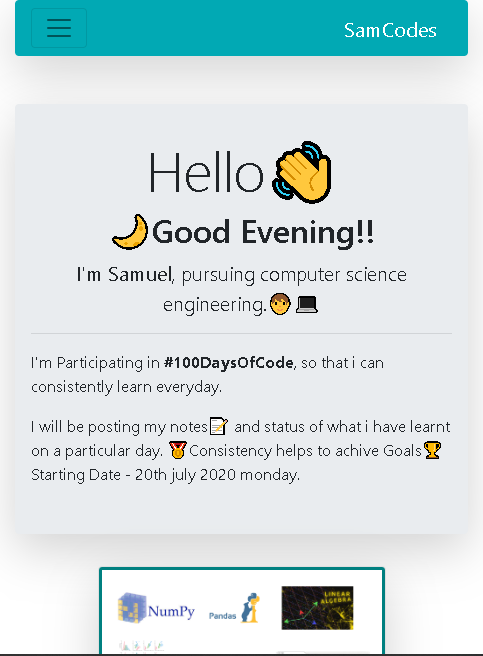 SamCodes
Hello👋
🌙Good Evening!!
I'm Samuel, pursuing computer science
engineering.🧑💻
I'm Participating in #100DaysOfCode, so that i can
consistently learn everyday.
I will be posting my notes📝 and status of what i have learnt
on a particular day. 🏅Consistency helps to achive Goals🏆
Starting Date - 20th july 2020 monday.
NumPy Pandas LINEAR
ALGEBRA